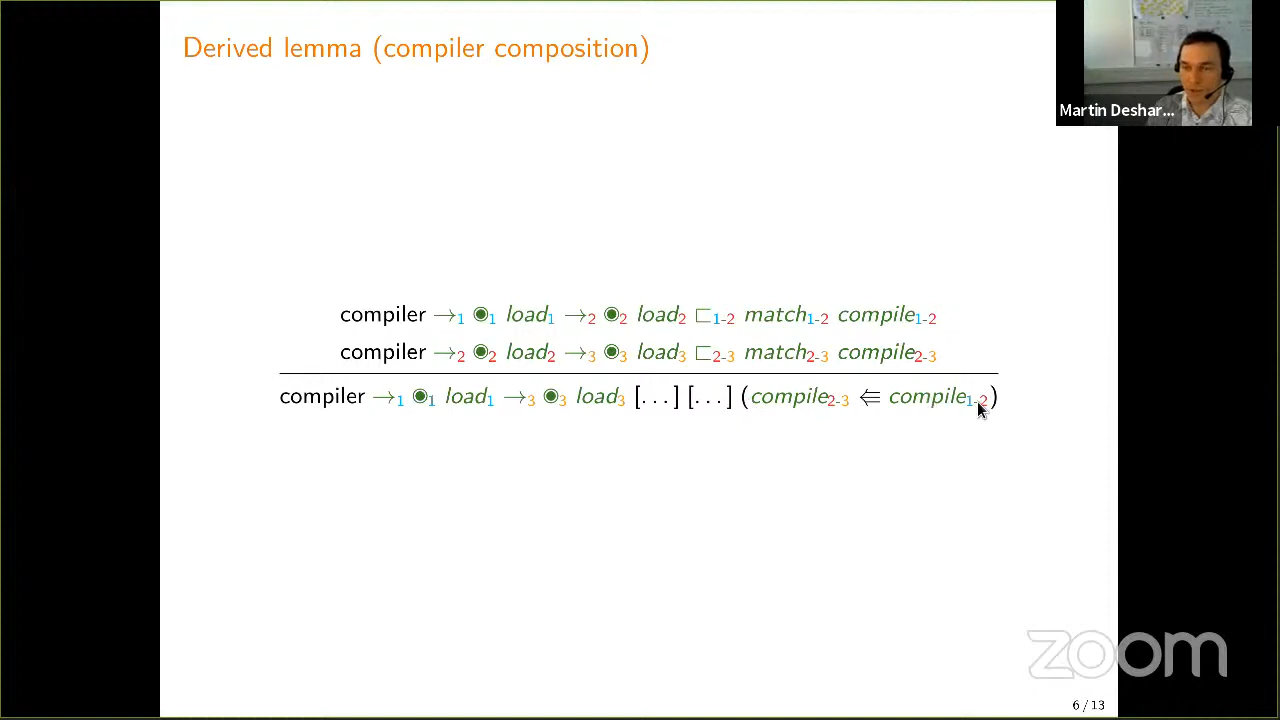 Derived lemma (compiler composition)
Martin Deshar...
compiler →₁ ◉₁ load₁ →₂ ◉₂ load₂ ⊏₁₋₂ match₁₋₂ compile₁₋₂
compiler →₂ ◉₂ load₂ →₃ ◉₃ load₃ ⊏₂₋₃ match₂₋₃ compile₂₋₃
compiler →₁ ◉₁ load₁ →₃ ◉₃ load₃ [...] [...] (compile₂₋₃ ⇚ compile₁₋₂)
zoom
6 / 13